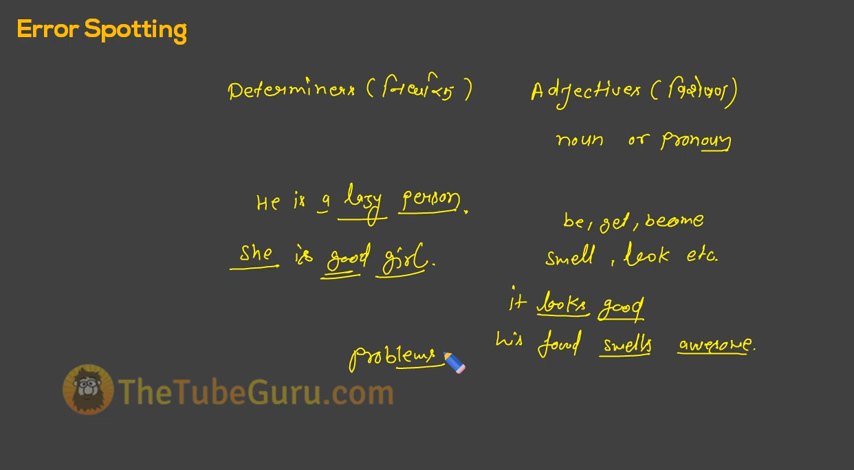 Error Spotting
Determiners (निर्धारक)
Adjectives (विशेषण)
noun or pronoun
He is a lazy person.
She is good girl.
be, get, become
smell, look etc.
it looks good
his food smells awesome.
problems
TheTubeGuru.com